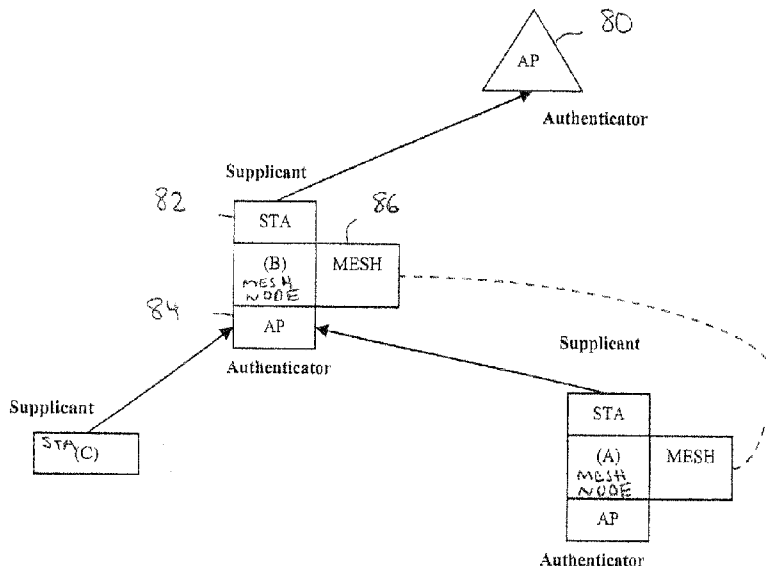 80
AP
Authenticator
Supplicant
82
86
STA
(B)
MESH
NODE
MESH
84
AP
Authenticator
Supplicant
Supplicant
STA
STA (C)
(A)
MESH
NODE
MESH
AP
Authenticator